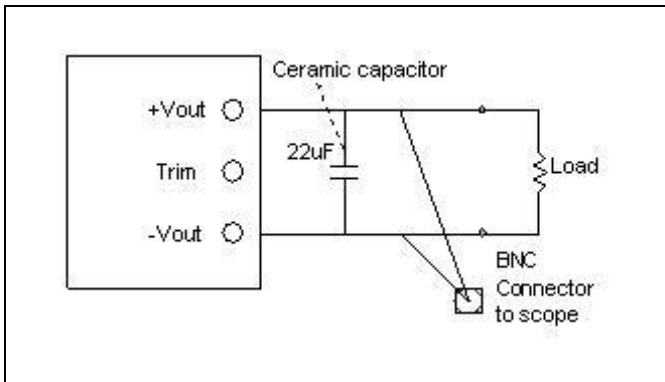 Ceramic capacitor
+Vout
22uF
Trim
Load
-Vout
BNC
Connector
to scope